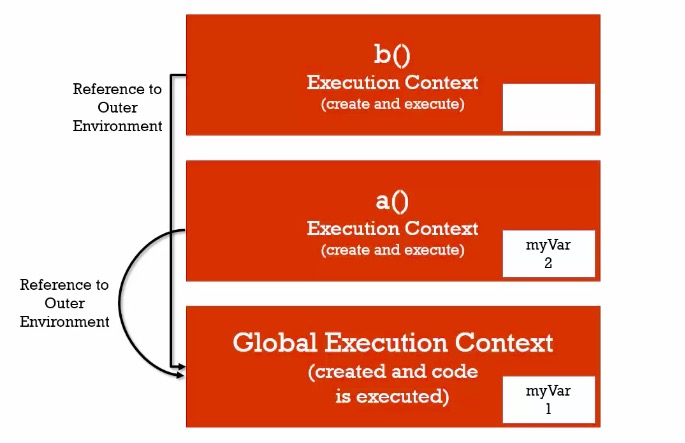 b()
Execution Context
(create and execute)
Reference to
Outer
Environment
a()
Execution Context
(create and execute)
myVar
2
Reference to
Outer
Environment
Global Execution Context
(created and code
is executed)
myVar
1